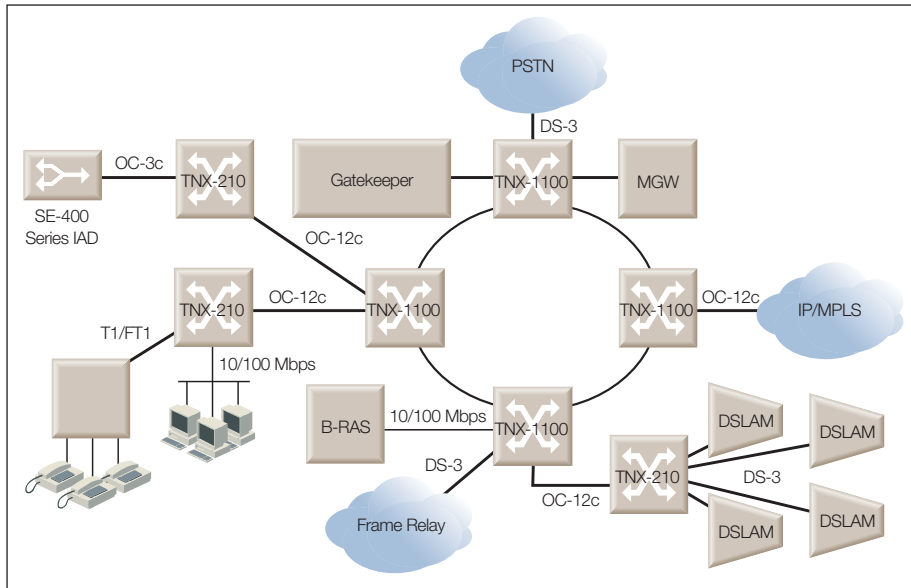 PSTN
DS-3
OC-3c
TNX-210
Gatekeeper
TNX-1100
MGW
SE-400
Series IAD
OC-12c
TNX-210
OC-12c
TNX-1100
TNX-1100
OC-12c
IP/MPLS
T1/FT1
10/100 Mbps
B-RAS
10/100 Mbps
TNX-1100
DS-3
Frame Relay
OC-12c
TNX-210
DSLAM
DSLAM
DS-3
DSLAM
DSLAM